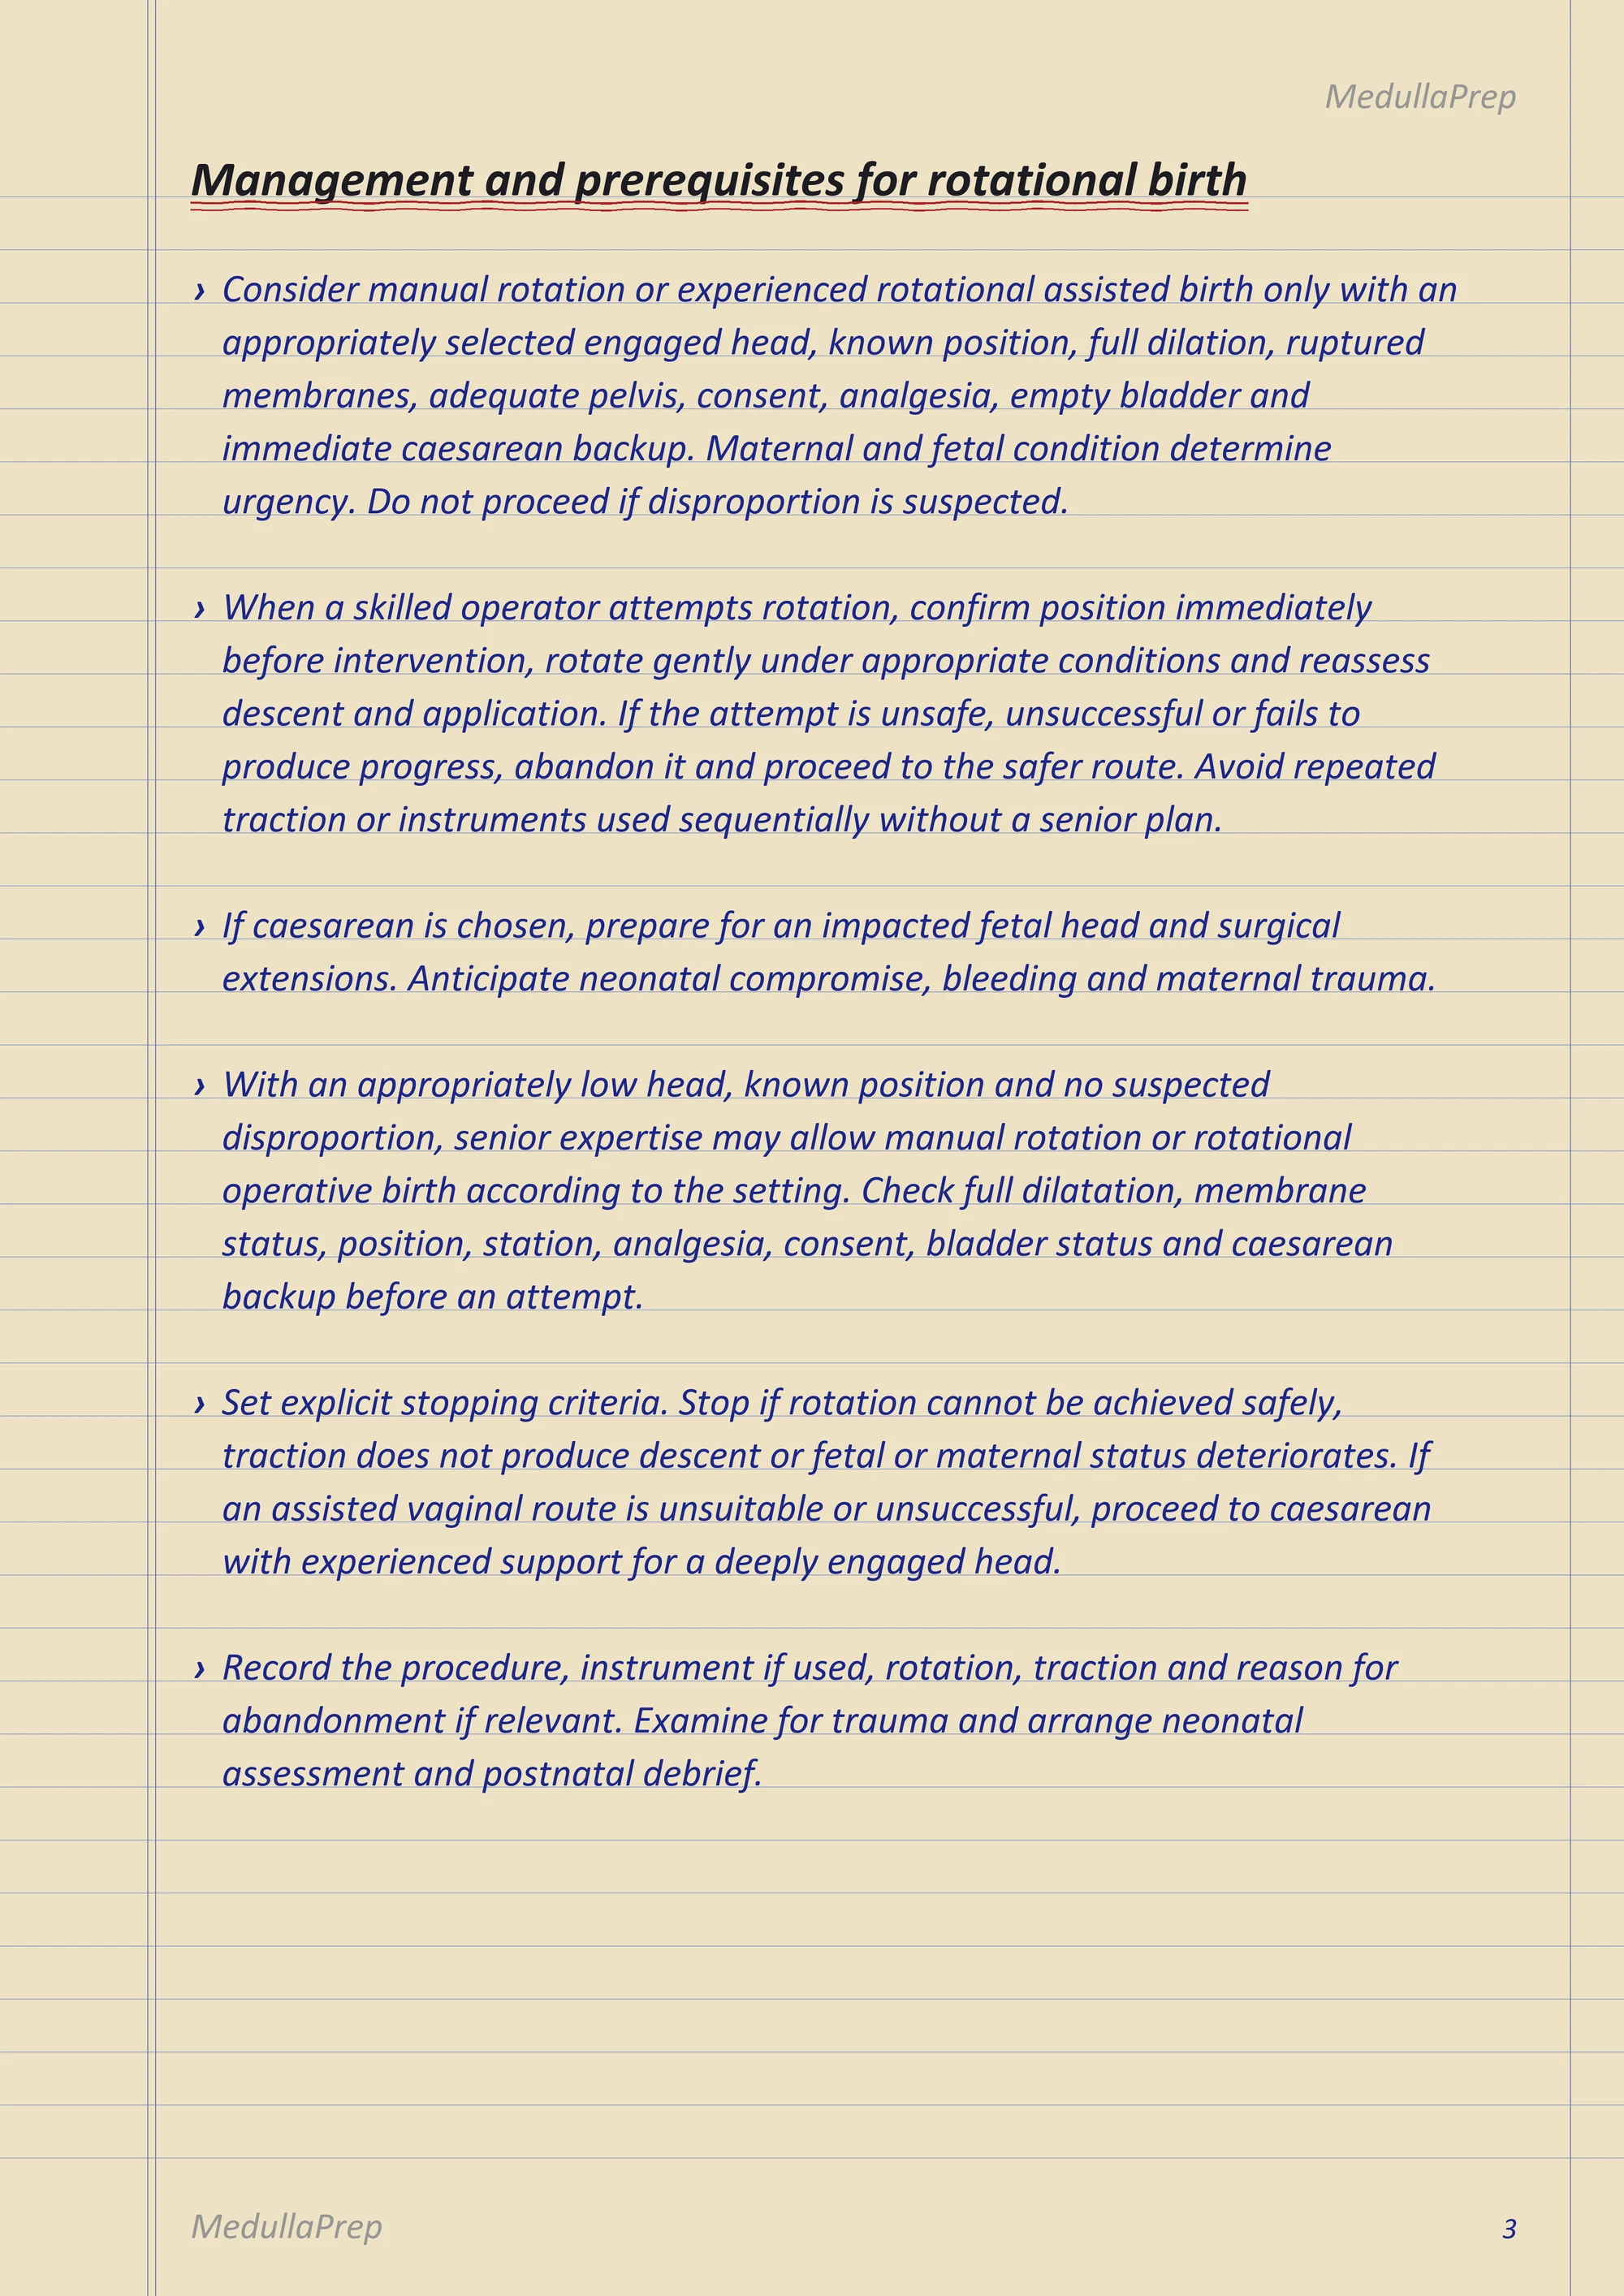 MedullaPrep
Management and prerequisites for rotational birth
› Consider manual rotation or experienced rotational assisted birth only with an
appropriately selected engaged head, known position, full dilation, ruptured
membranes, adequate pelvis, consent, analgesia, empty bladder and
immediate caesarean backup. Maternal and fetal condition determine
urgency. Do not proceed if disproportion is suspected.
› When a skilled operator attempts rotation, confirm position immediately
before intervention, rotate gently under appropriate conditions and reassess
descent and application. If the attempt is unsafe, unsuccessful or fails to
produce progress, abandon it and proceed to the safer route. Avoid repeated
traction or instruments used sequentially without a senior plan.
› If caesarean is chosen, prepare for an impacted fetal head and surgical
extensions. Anticipate neonatal compromise, bleeding and maternal trauma.
› With an appropriately low head, known position and no suspected
disproportion, senior expertise may allow manual rotation or rotational
operative birth according to the setting. Check full dilatation, membrane
status, position, station, analgesia, consent, bladder status and caesarean
backup before an attempt.
› Set explicit stopping criteria. Stop if rotation cannot be achieved safely,
traction does not produce descent or fetal or maternal status deteriorates. If
an assisted vaginal route is unsuitable or unsuccessful, proceed to caesarean
with experienced support for a deeply engaged head.
› Record the procedure, instrument if used, rotation, traction and reason for
abandonment if relevant. Examine for trauma and arrange neonatal
assessment and postnatal debrief.
MedullaPrep
3